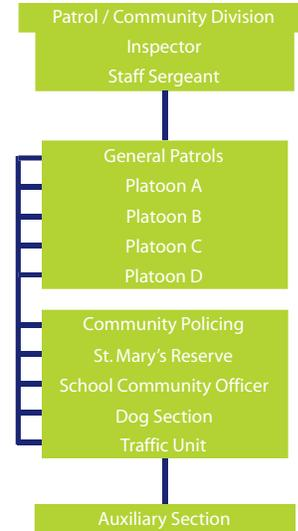 Patrol / Community Division
Inspector
Staff Sergeant
General Patrols
Platoon A
Platoon B
Platoon C
Platoon D
Community Policing
St. Mary’s Reserve
School Community Officer
Dog Section
Traffic Unit
Auxiliary Section